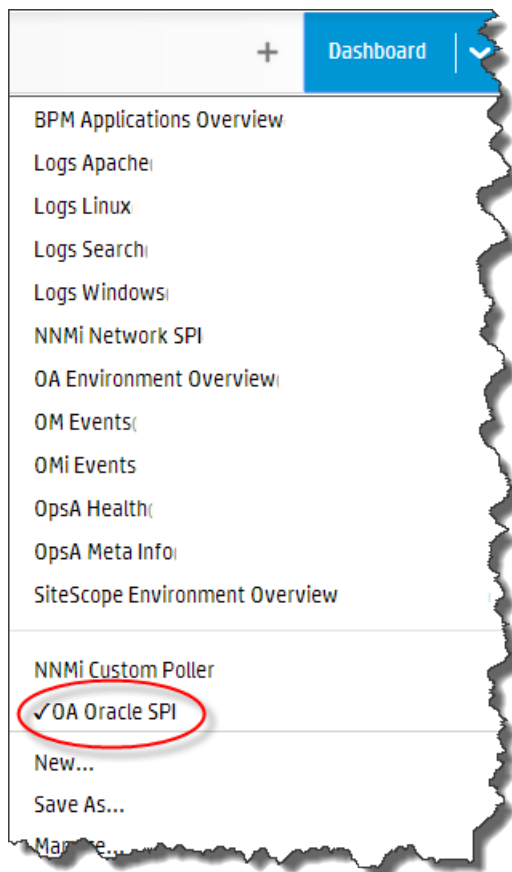 + Dashboard
BPM Applications Overview
Logs Apache
Logs Linux
Logs Search
Logs Windows
NNMi Network SPI
OA Environment Overview
OM Events
OMi Events
OpsA Health
OpsA Meta Info
SiteScope Environment Overview
NNMi Custom Poller
✓OA Oracle SPI
New...
Save As...